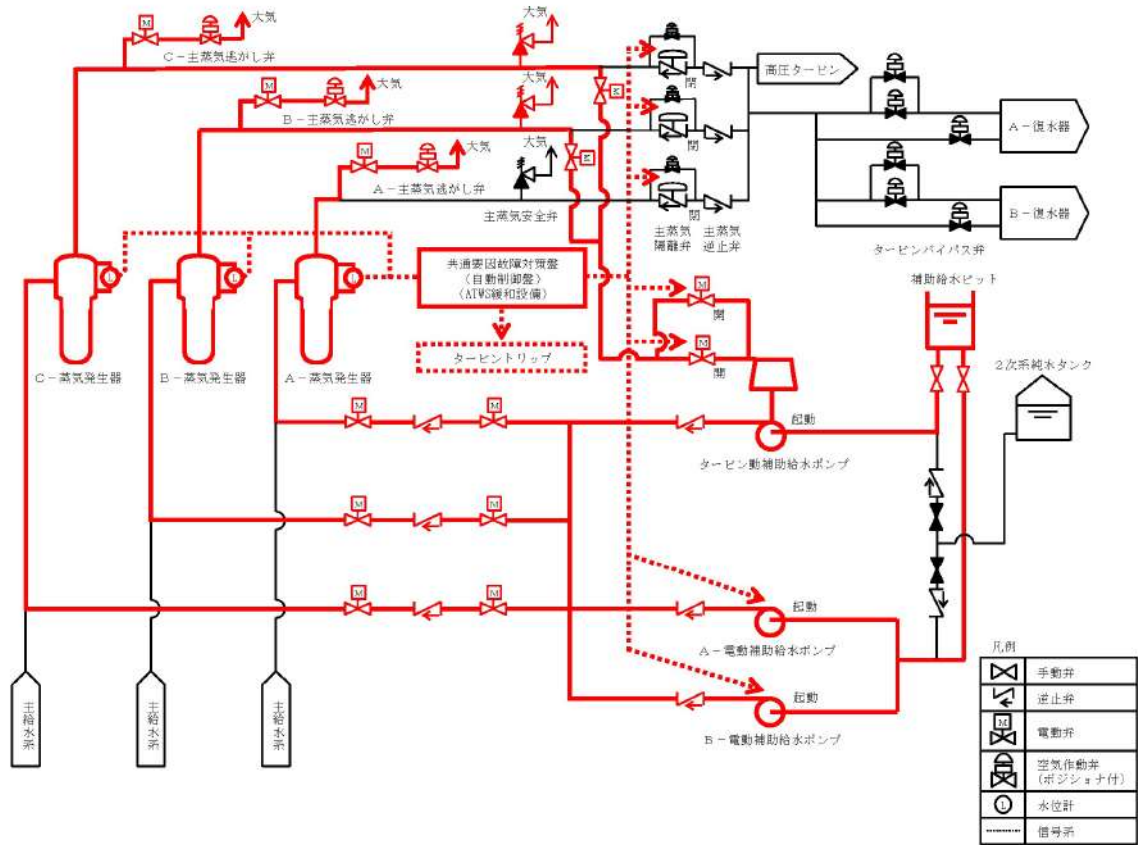 大気
大気
M
C-主蒸気逃がし弁
大気
大気
M
B-主蒸気逃がし弁
大気
大気
M
A-主蒸気逃がし弁
主蒸気安全弁
閉
閉
閉
主蒸気
隔離弁
主蒸気
逆止弁
高圧タービン
A-復水器
B-復水器
タービンバイパス弁
L
L
L
共通要因故障対策盤
(自動制御盤)
(ATWS緩和設備)
タービントリップ
C-蒸気発生器
B-蒸気発生器
A-蒸気発生器
M
開
M
開
補助給水ピット
2次系純水タンク
M
M
起動
タービン動補助給水ポンプ
M
M
M
M
起動
A-電動補助給水ポンプ
起動
B-電動補助給水ポンプ
主給水系
主給水系
主給水系
凡例
手動弁
逆止弁
M
電動弁
空気作動弁
(ポジショナ付)
L
水位計
信号系